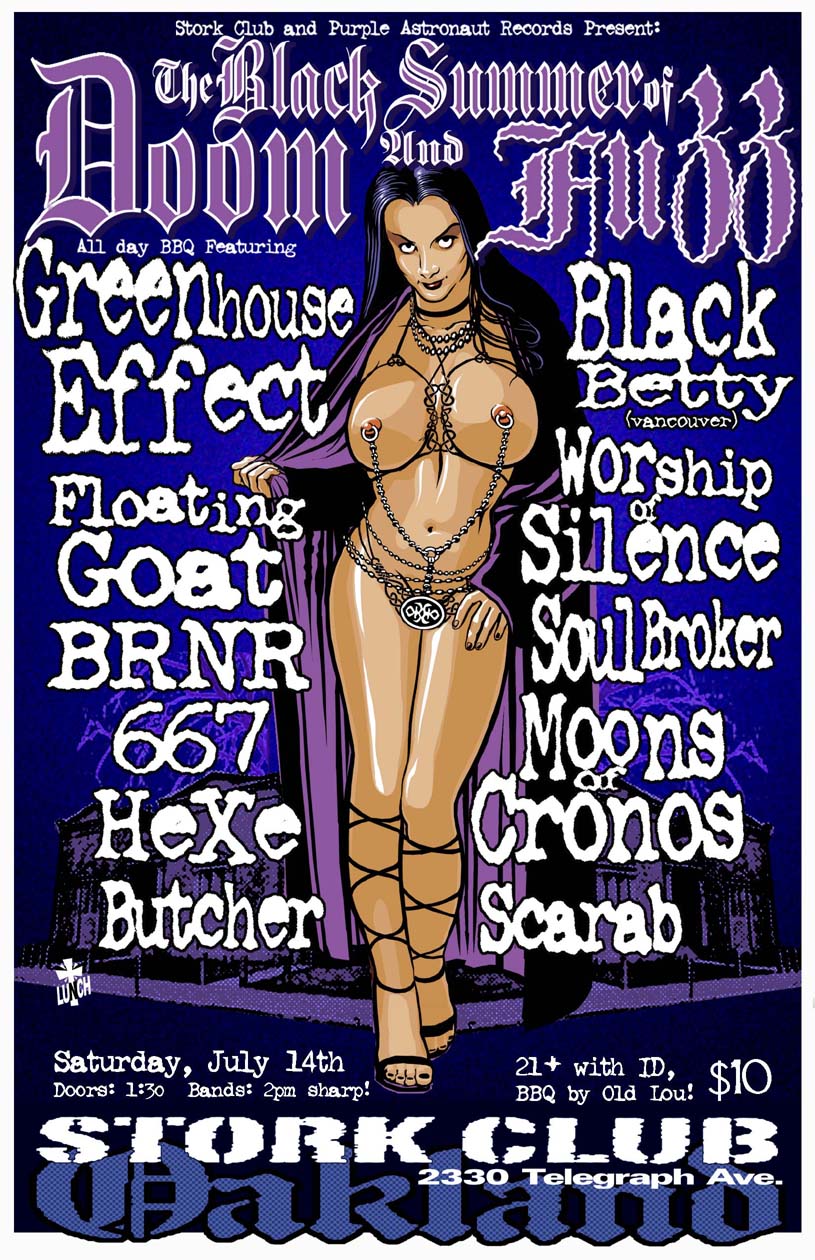 Stork Club and Purple Astronaut Records Present:
The Black Summer of
Doom And Fuzz
All day BBQ Featuring
Greenhouse
Effect
Floating
Goat
BRNR
667
Hexe
Butcher
Black
Betty
(vancouver)
Worship
of
Silence
Soul Broker
Moons
of
Cronos
Scarab
LUNCH
Saturday, July 14th
Doors: 1:30 Bands: 2pm sharp!
21+ with ID,
BBQ by Old Lou!
$10
STORK CLUB
2330 Telegraph Ave.
Oakland